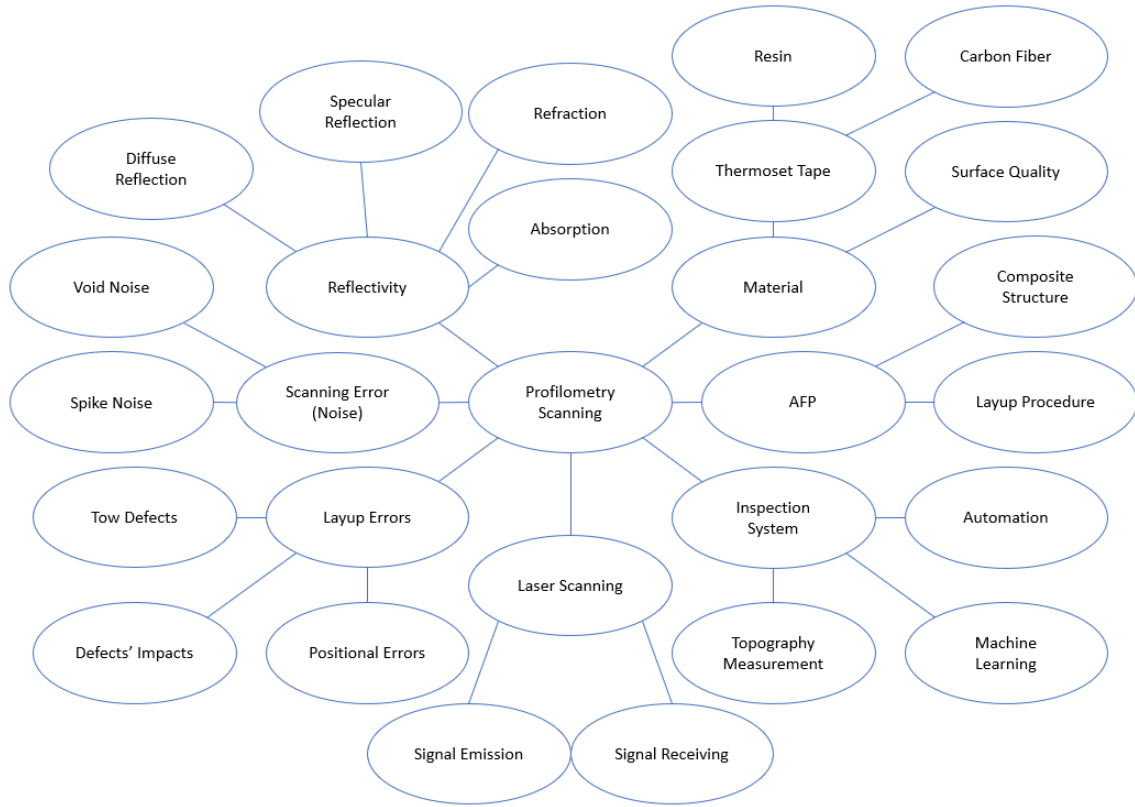 Resin
Carbon Fiber
Specular
Reflection
Refraction
Diffuse
Reflection
Thermoset Tape
Surface Quality
Absorption
Void Noise
Reflectivity
Material
Composite
Structure
Spike Noise
Scanning Error
(Noise)
Profilometry
Scanning
AFP
Layup Procedure
Tow Defects
Layup Errors
Inspection
System
Automation
Laser Scanning
Defects’ Impacts
Positional Errors
Topography
Measurement
Machine
Learning
Signal Emission
Signal Receiving